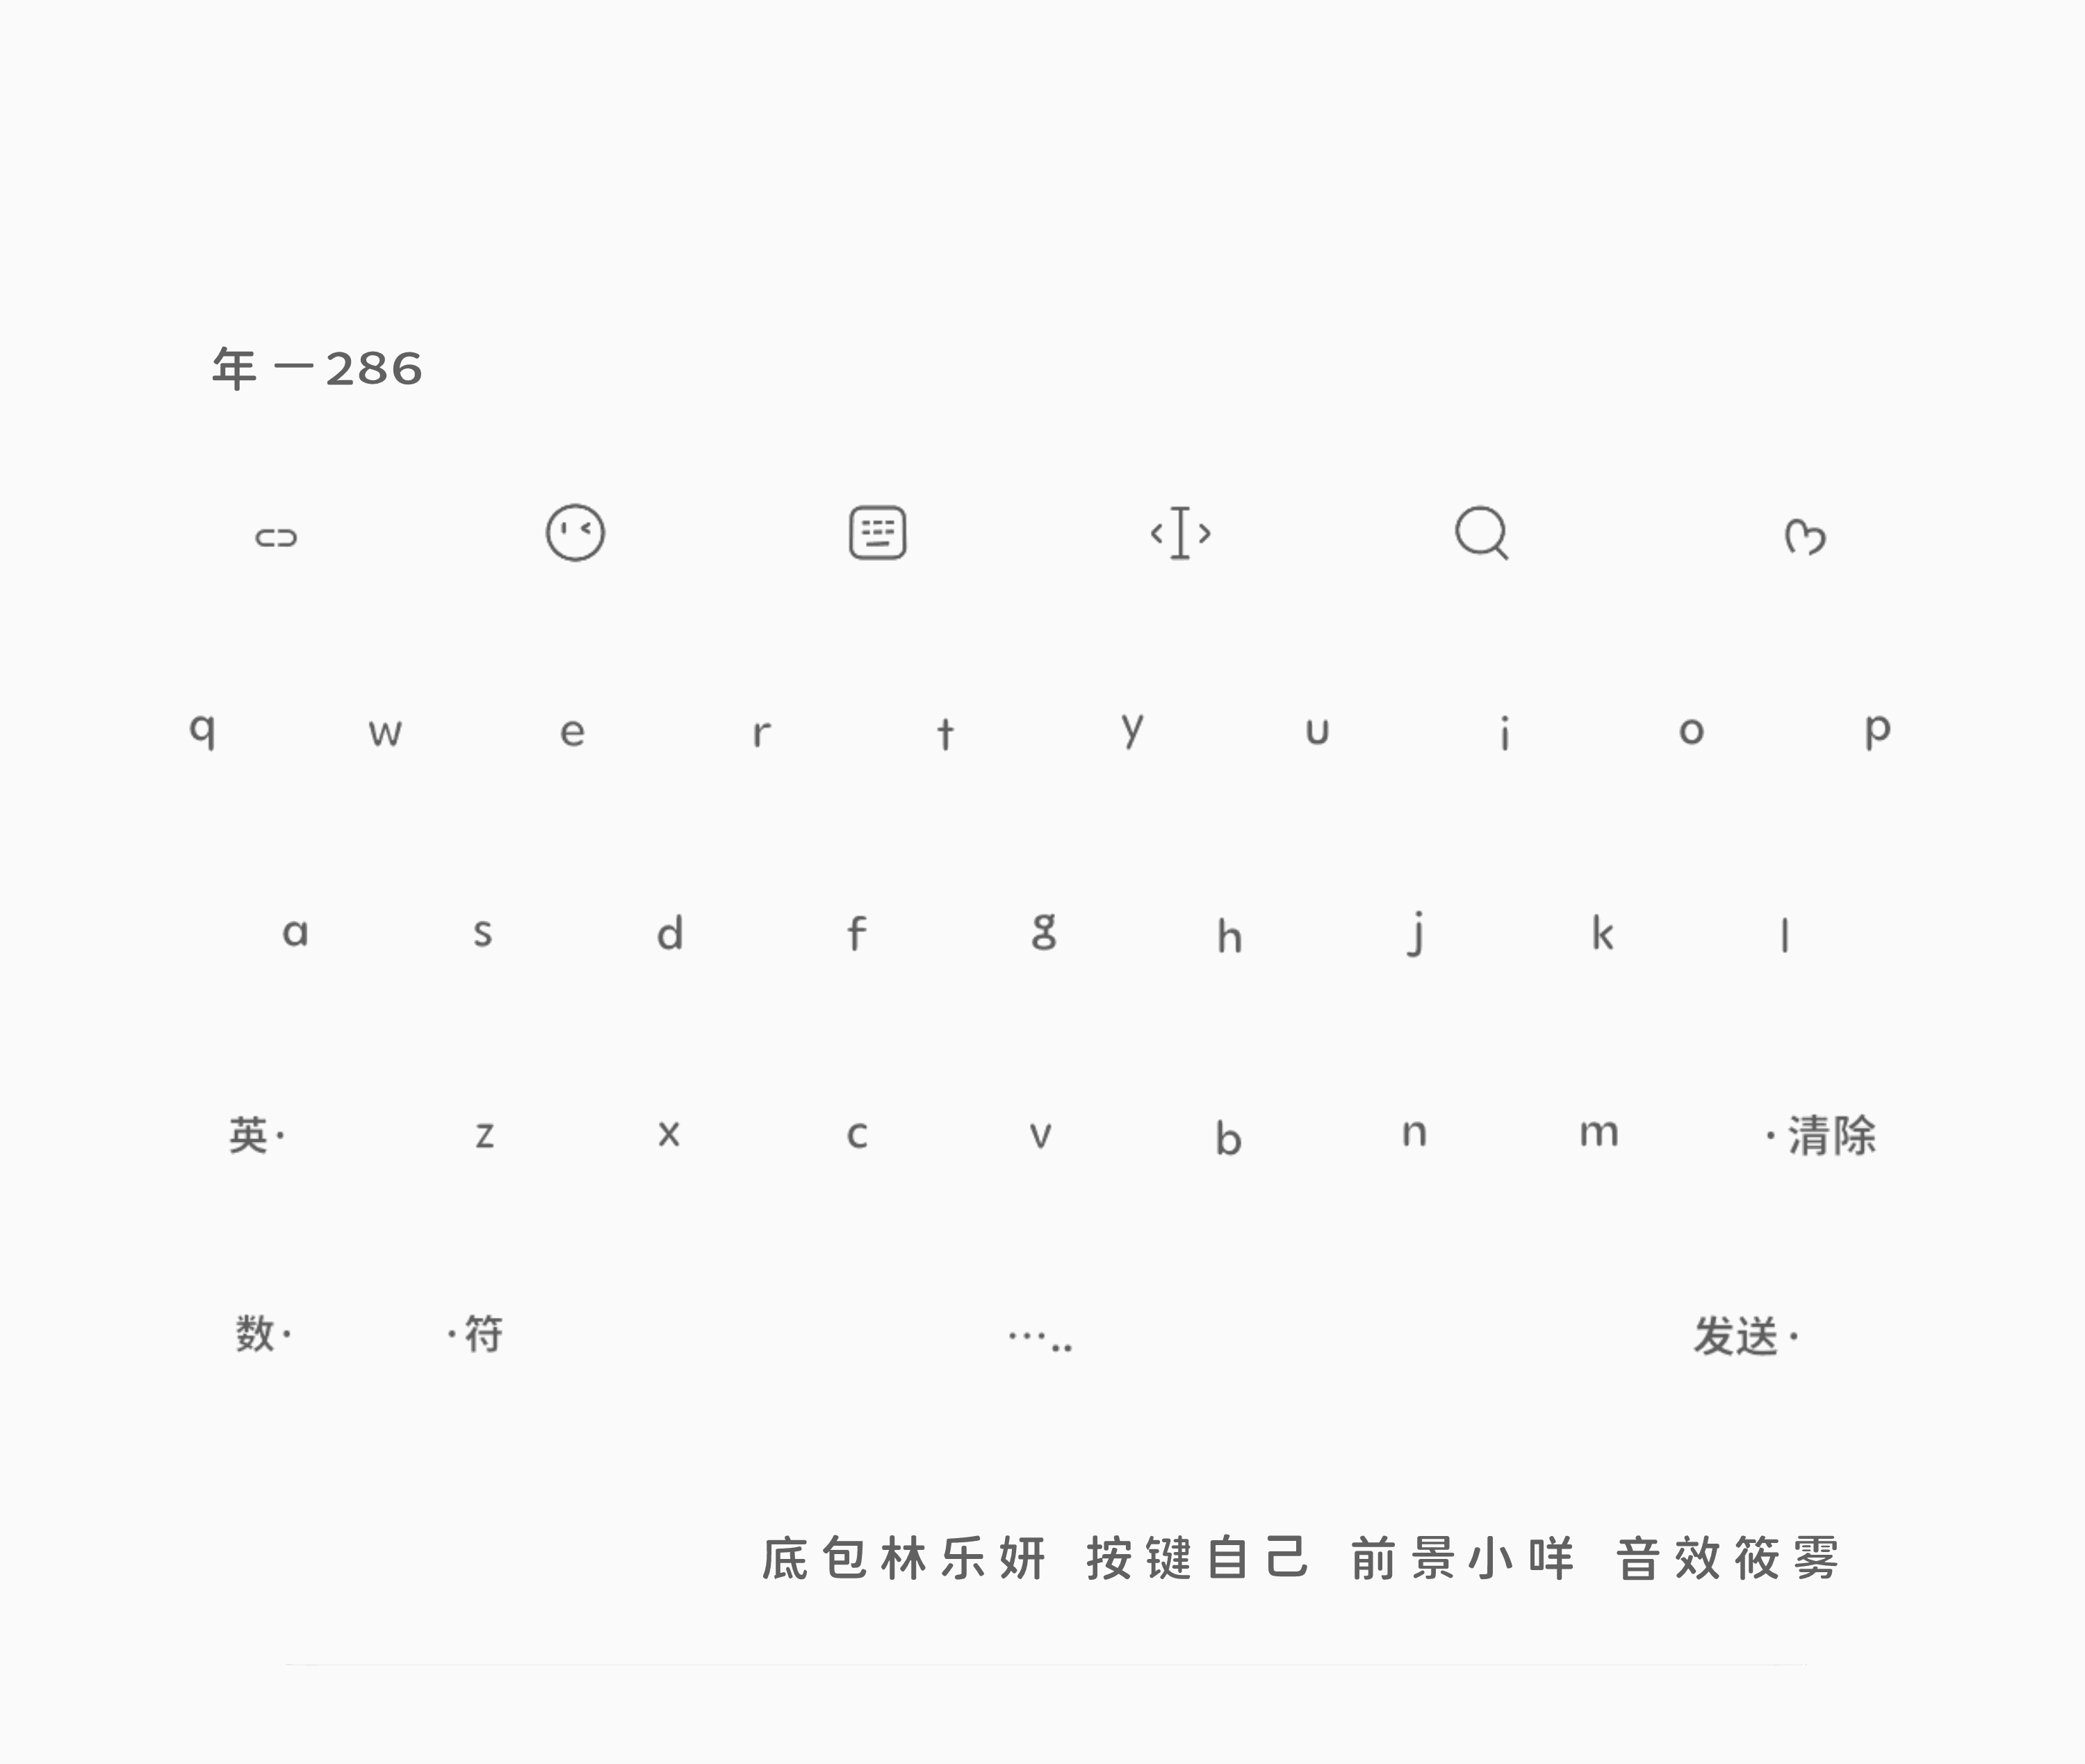 年一286
q w e r t y u i o p
a s d f g h j k l
英· z x c v b n m ·清除
数· ·符 ····· 发送·
底包林乐妍 按键自己 前景小咩 音效筱雾